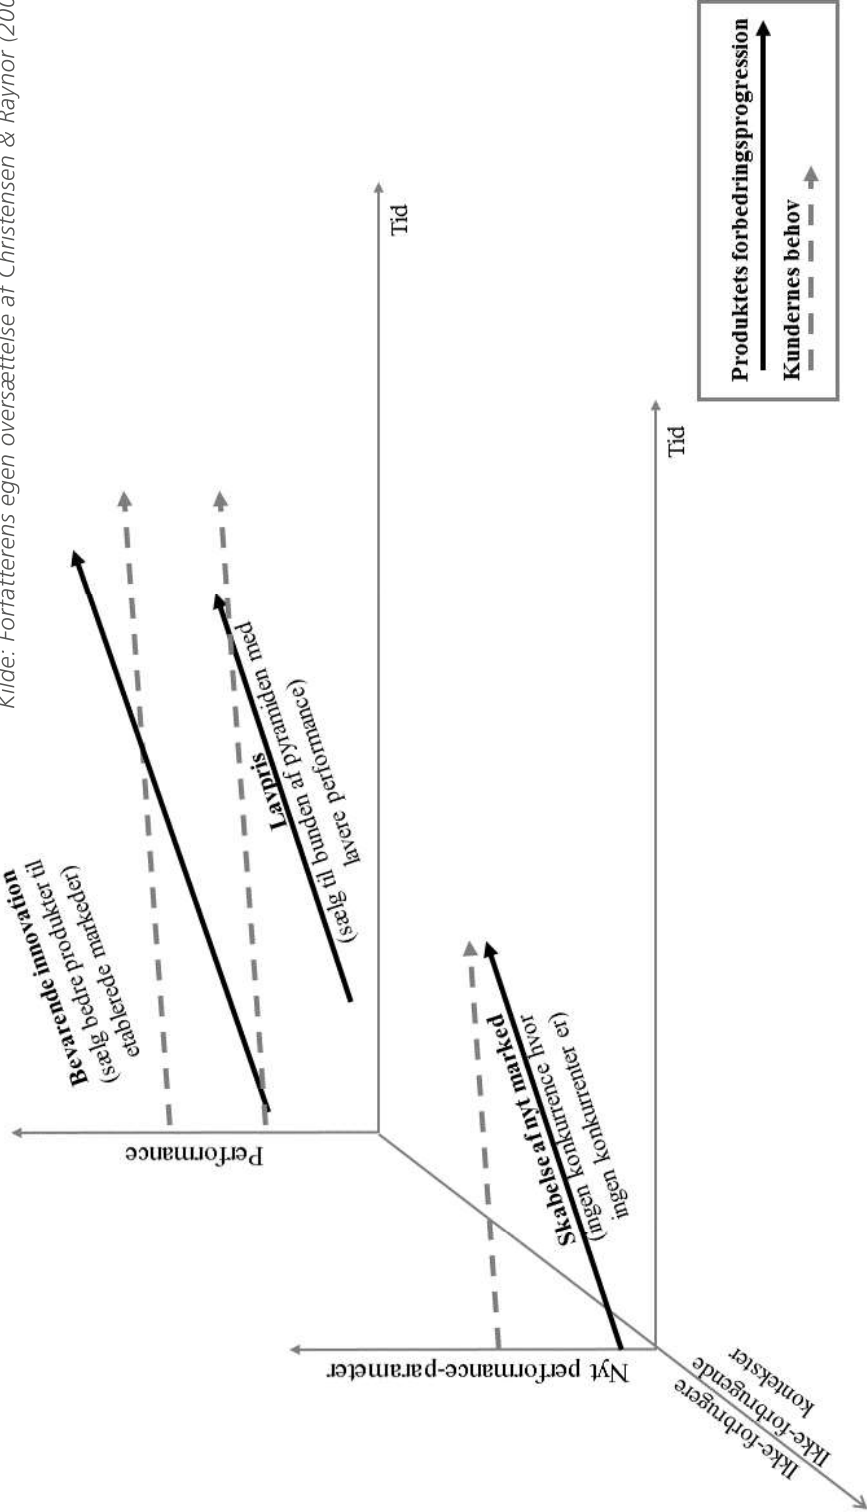 Kilde: Forfatterens egen oversættelse af Christensen & Raynor (200
Bevarende innovation
(sælg bedre produkter til
etablerede markeder)
Performance
Lavpris
(sælg til bunden af pyramiden med
lavere performance)
Tid
Nyt performance-parameter
Skabelse af nyt marked
(ingen konkurrence hvor
ingen konkurrenter er)
Tid
Ikke-forbrugere
Ikke-forbrugende
kontekster
Produktets forbedringsprogression
Kundernes behov